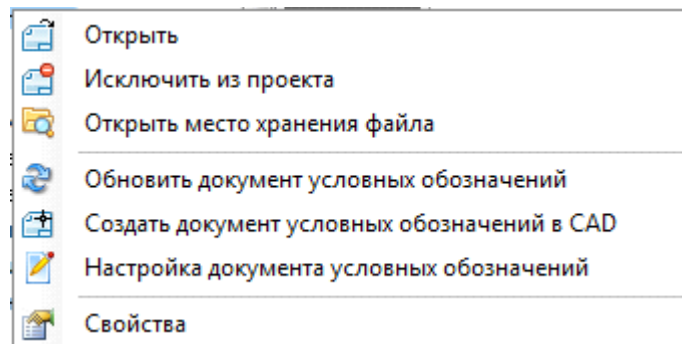 Открыть
Исключить из проекта
Открыть место хранения файла
Обновить документ условных обозначений
Создать документ условных обозначений в CAD
Настройка документа условных обозначений
Свойства